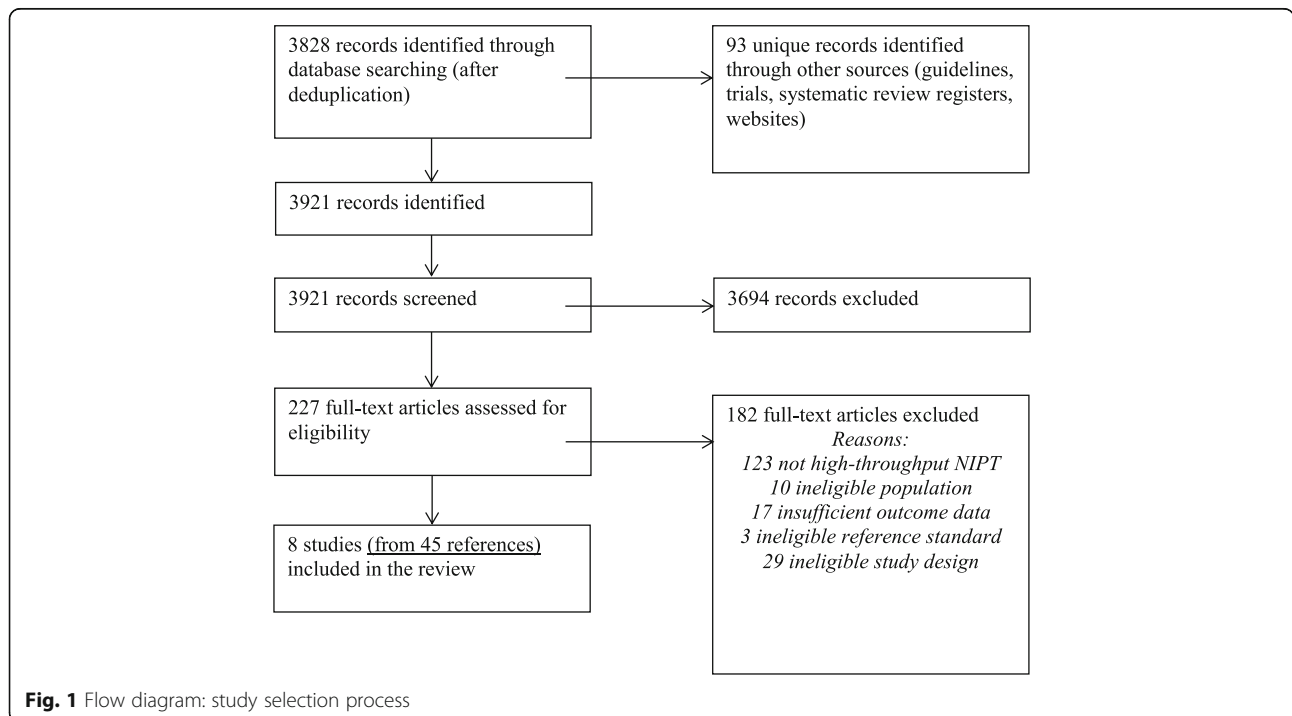 3828 records identified through
database searching (after
deduplication)
93 unique records identified
through other sources (guidelines,
trials, systematic review registers,
websites)
3921 records identified
3921 records screened
3694 records excluded
227 full-text articles assessed for
eligibility
182 full-text articles excluded
Reasons:
123 not high-throughput NIPT
10 ineligible population
17 insufficient outcome data
3 ineligible reference standard
29 ineligible study design
8 studies (from 45 references)
included in the review
Fig. 1 Flow diagram: study selection process